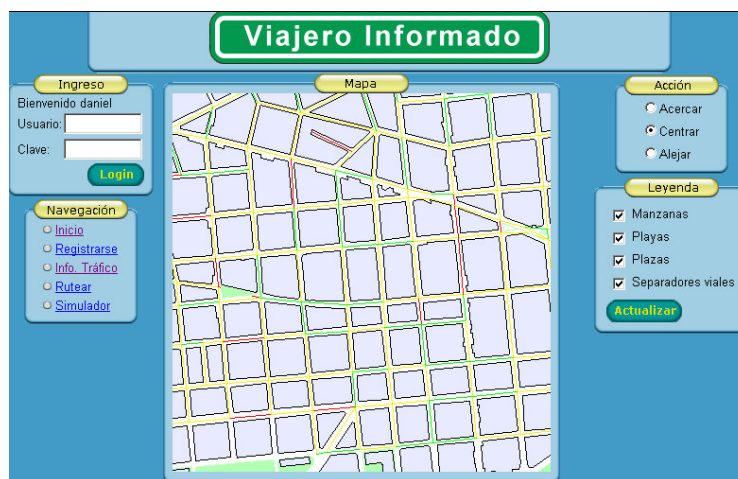 Viajero Informado
Ingreso
Bienvenido daniel
Usuario:
Clave:
Login
Navegación
Inicio
Registrarse
Info. Tráfico
Rutear
Simulador
Mapa
Acción
Acercar
Centrar
Alejar
Leyenda
Manzanas
Playas
Plazas
Separadores viales
Actualizar